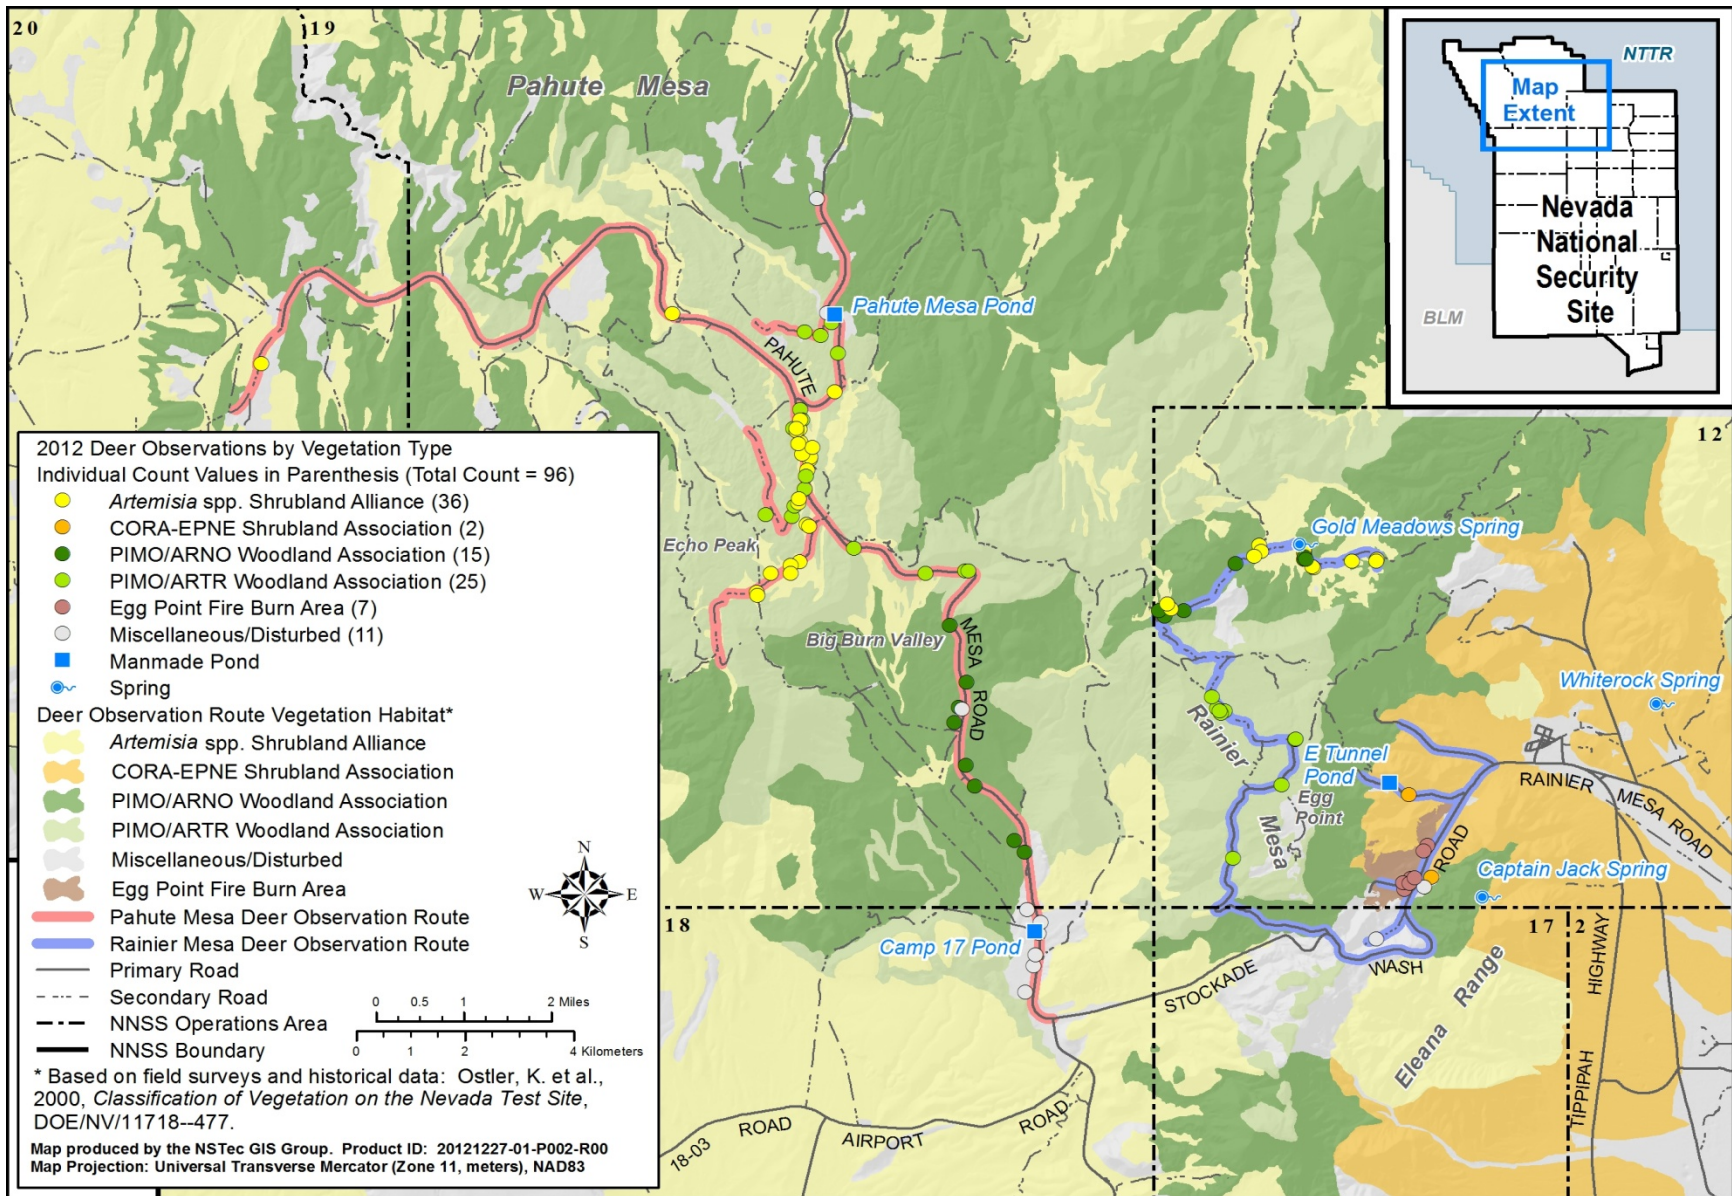 20
19
Pahute Mesa
NTTR
Map
Extent
Nevada
National
Security
Site
BLM
Pahute Mesa Pond
PAHUTE
12
2012 Deer Observations by Vegetation Type
Individual Count Values in Parenthesis (Total Count = 96)
Artemisia spp. Shrubland Alliance (36)
CORA-EPNE Shrubland Association (2)
PIMO/ARNO Woodland Association (15)
PIMO/ARTR Woodland Association (25)
Egg Point Fire Burn Area (7)
Miscellaneous/Disturbed (11)
Manmade Pond
Spring
Deer Observation Route Vegetation Habitat*
Artemisia spp. Shrubland Alliance
CORA-EPNE Shrubland Association
PIMO/ARNO Woodland Association
PIMO/ARTR Woodland Association
Miscellaneous/Disturbed
Egg Point Fire Burn Area
Pahute Mesa Deer Observation Route
Rainier Mesa Deer Observation Route
Primary Road
Secondary Road
NNSS Operations Area
NNSS Boundary
0 0.5 1 2 Miles
0 1 2 4 Kilometers
N
W E
S
* Based on field surveys and historical data: Ostler, K. et al.,
2000, Classification of Vegetation on the Nevada Test Site,
DOE/NV/11718--477.
Map produced by the NSTec GIS Group. Product ID: 20121227-01-P002-R00
Map Projection: Universal Transverse Mercator (Zone 11, meters), NAD83
Echo Peak
Gold Meadows Spring
Big Burn Valley
MESA
ROAD
Whiterock Spring
Rainier
Mesa
E Tunnel
Pond
Egg
Point
RAINIER
MESA ROAD
ROAD
Captain Jack Spring
18
17
2
Camp 17 Pond
STOCKADE
WASH
Eleana Range
TIPPIPAH
HIGHWAY
18-03
ROAD
AIRPORT
ROAD